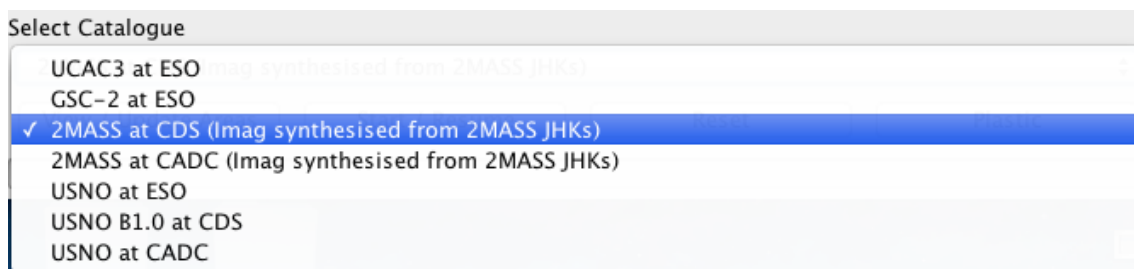 Select Catalogue
UCAC3 at ESO
GSC-2 at ESO
✓ 2MASS at CDS (Imag synthesised from 2MASS JHKs)
2MASS at CADC (Imag synthesised from 2MASS JHKs)
USNO at ESO
USNO B1.0 at CDS
USNO at CADC